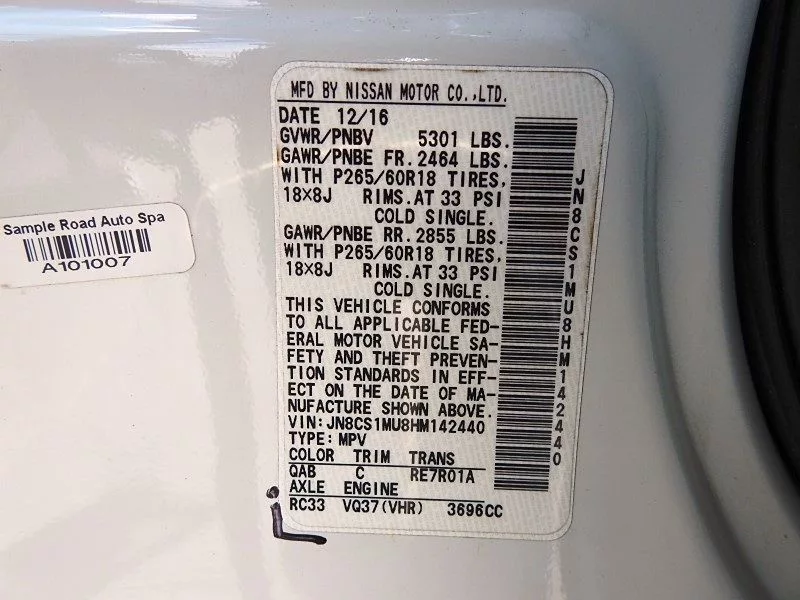 Sample Road Auto Spa
A101007
MFD BY NISSAN MOTOR CO.,LTD.
DATE 12/16
GVWR/PNBV 5301 LBS.
GAWR/PNBE FR. 2464 LBS.
WITH P265/60R18 TIRES,
18X8J RIMS. AT 33 PSI
COLD SINGLE.
GAWR/PNBE RR. 2855 LBS.
WITH P265/60R18 TIRES,
18X8J RIMS. AT 33 PSI
COLD SINGLE.
THIS VEHICLE CONFORMS
TO ALL APPLICABLE FED-
ERAL MOTOR VEHICLE SA-
FETY AND THEFT PREVEN-
TION STANDARDS IN EFF-
ECT ON THE DATE OF MA-
NUFACTURE SHOWN ABOVE.
VIN: JN8CS1MU8HM142440
TYPE: MPV
COLOR TRIM TRANS
QAB C RE7R01A
AXLE ENGINE
RC33 VQ37(VHR) 3696CC
JN8CS1MU8HM142440